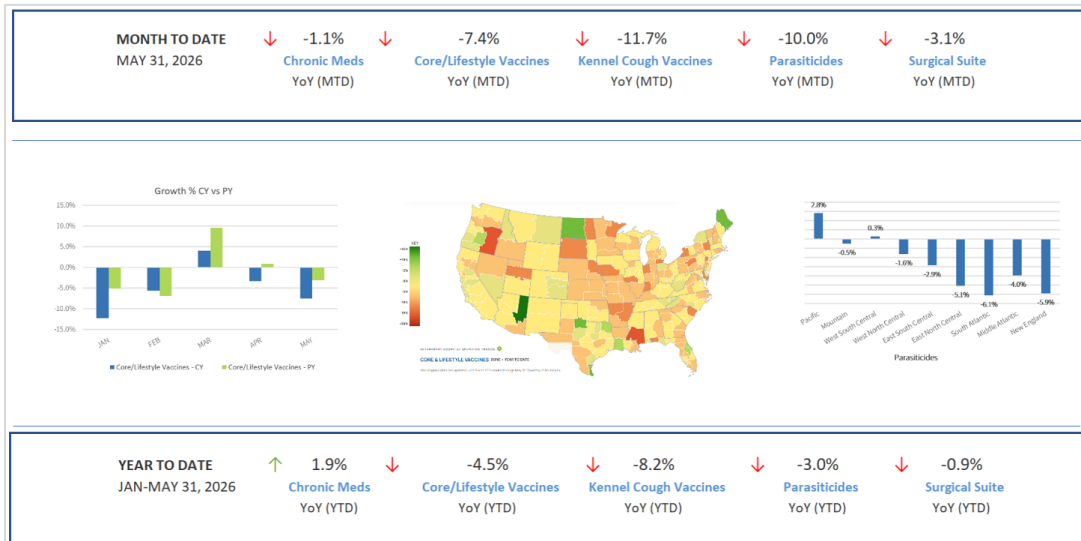 MONTH TO DATE
MAY 31, 2026
-1.1%
Chronic Meds
YoY (MTD)
-7.4%
Core/Lifestyle Vaccines
YoY (MTD)
-11.7%
Kennel Cough Vaccines
YoY (MTD)
-10.0%
Parasiticides
YoY (MTD)
-3.1%
Surgical Suite
YoY (MTD)
Growth % CY vs PY
15.0%
10.0%
5.0%
0.0%
-5.0%
-10.0%
-15.0%
JAN
FEB
MAR
APR
MAY
Core/Lifestyle Vaccines - CY
Core/Lifestyle Vaccines - PY
KEY
CORE & LIFESTYLE VACCINES
2.8%
-0.5%
0.3%
-1.6%
-2.9%
-5.1%
-6.1%
-4.0%
-5.9%
Pacific
Mountain
West South Central
West North Central
East South Central
East North Central
South Atlantic
Middle Atlantic
New England
Parasiticides
YEAR TO DATE
JAN-MAY 31, 2026
1.9%
Chronic Meds
YoY (YTD)
-4.5%
Core/Lifestyle Vaccines
YoY (YTD)
-8.2%
Kennel Cough Vaccines
YoY (YTD)
-3.0%
Parasiticides
YoY (YTD)
-0.9%
Surgical Suite
YoY (YTD)